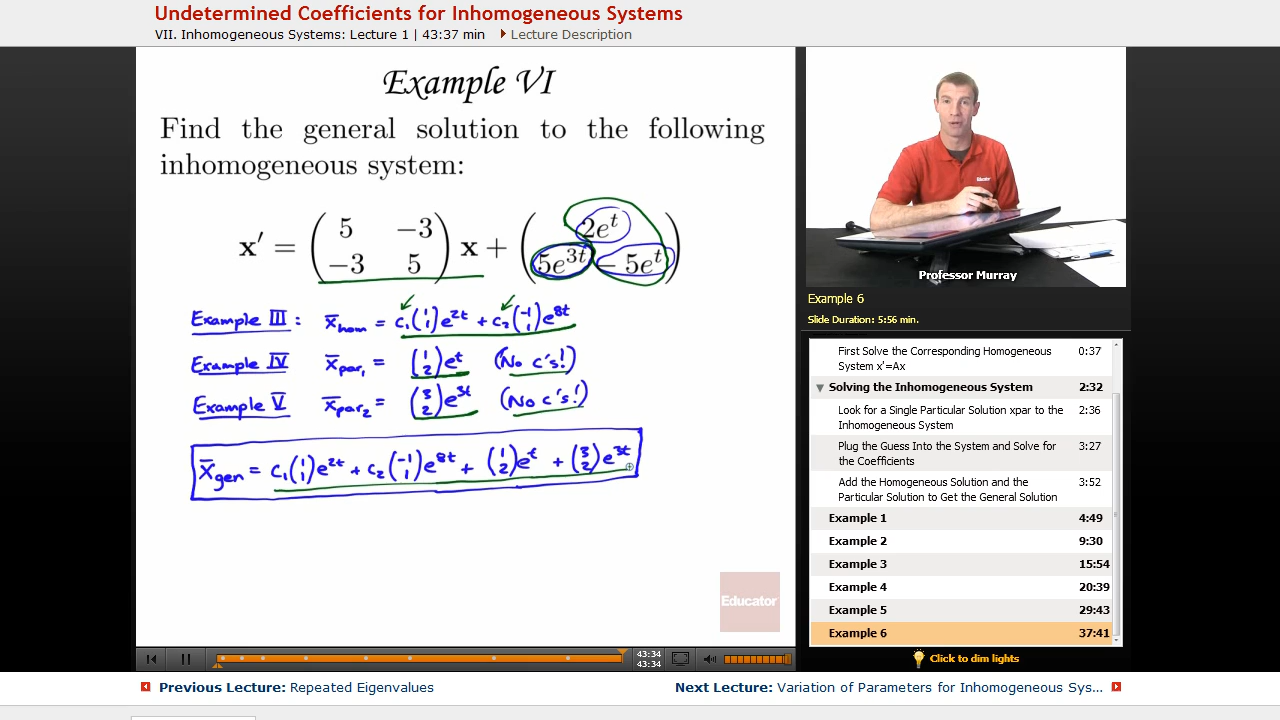 Undetermined Coefficients for Inhomogeneous Systems
VII. Inhomogeneous Systems: Lecture 1 | 43:37 min Lecture Description
Example VI
Find the general solution to the following
inhomogeneous system:
x′ = ( 5 −3 ; −3 5 ) x + ( 2e^t ; 5e^{3t} − 5e^t )
Example III : x̄hom = c₁(1 1)e^{2t} + c₂(-1 1)e^{8t}
Example IV x̄par₁ = (1 2)e^t (No c's!)
Example V x̄par₂ = (3 2)e^{3t} (No c's!)
x̄gen = c₁(1 1)e^{2t} + c₂(-1 1)e^{8t} + (1 2)e^t + (3 2)e^{3t}
Educator
43:34
43:34
Professor Murray
Example 6
Slide Duration: 5:56 min.
First Solve the Corresponding Homogeneous 0:37
System x'=Ax
Solving the Inhomogeneous System 2:32
Look for a Single Particular Solution xpar to the 2:36
Inhomogeneous System
Plug the Guess Into the System and Solve for 3:27
the Coefficients
Add the Homogeneous Solution and the 3:52
Particular Solution to Get the General Solution
Example 1 4:49
Example 2 9:30
Example 3 15:54
Example 4 20:39
Example 5 29:43
Example 6 37:41
Click to dim lights
Previous Lecture: Repeated Eigenvalues
Next Lecture: Variation of Parameters for Inhomogeneous Sys...